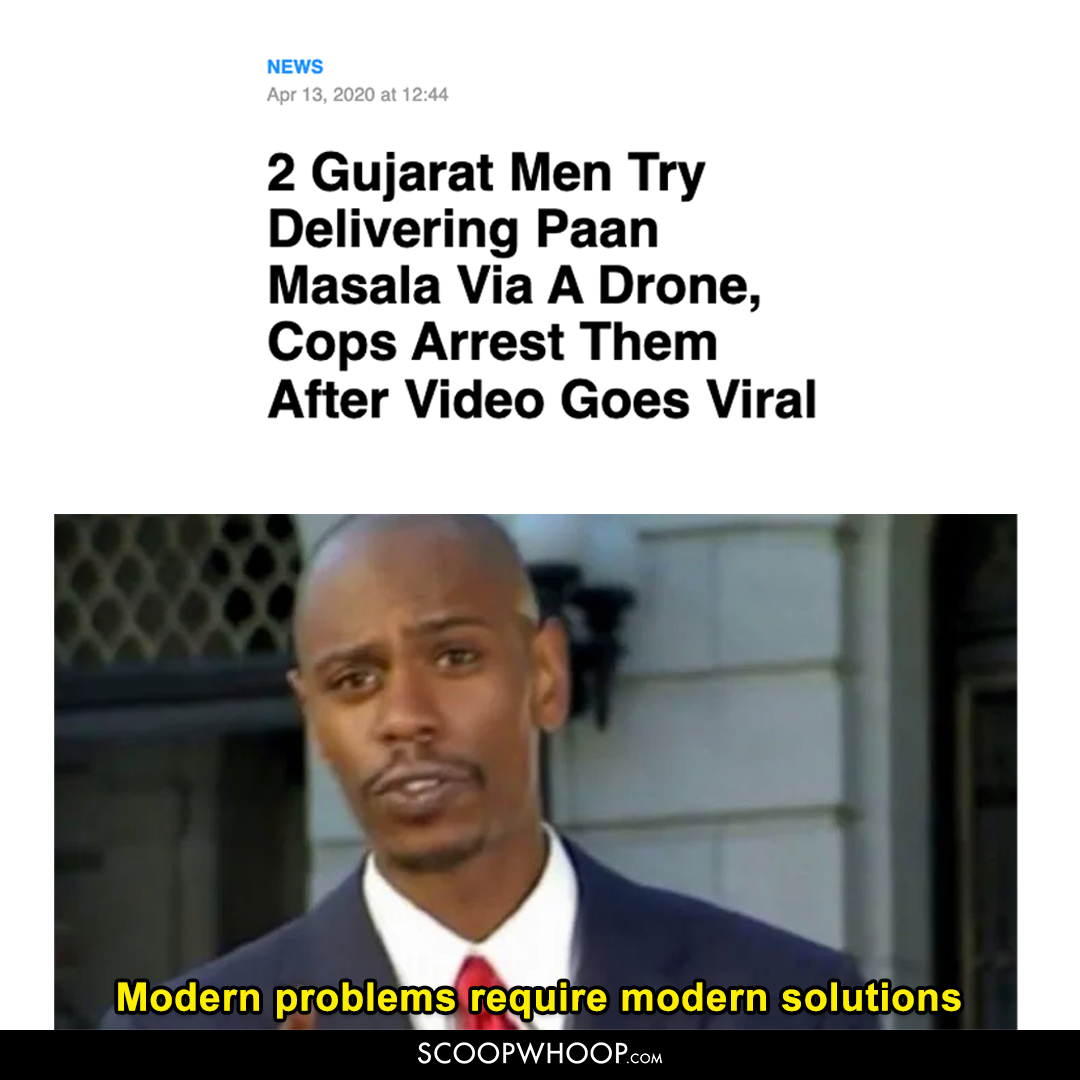 NEWS
Apr 13, 2020 at 12:44
2 Gujarat Men Try
Delivering Paan
Masala Via A Drone,
Cops Arrest Them
After Video Goes Viral
Modern problems require modern solutions
SCOOPWHOOP.COM